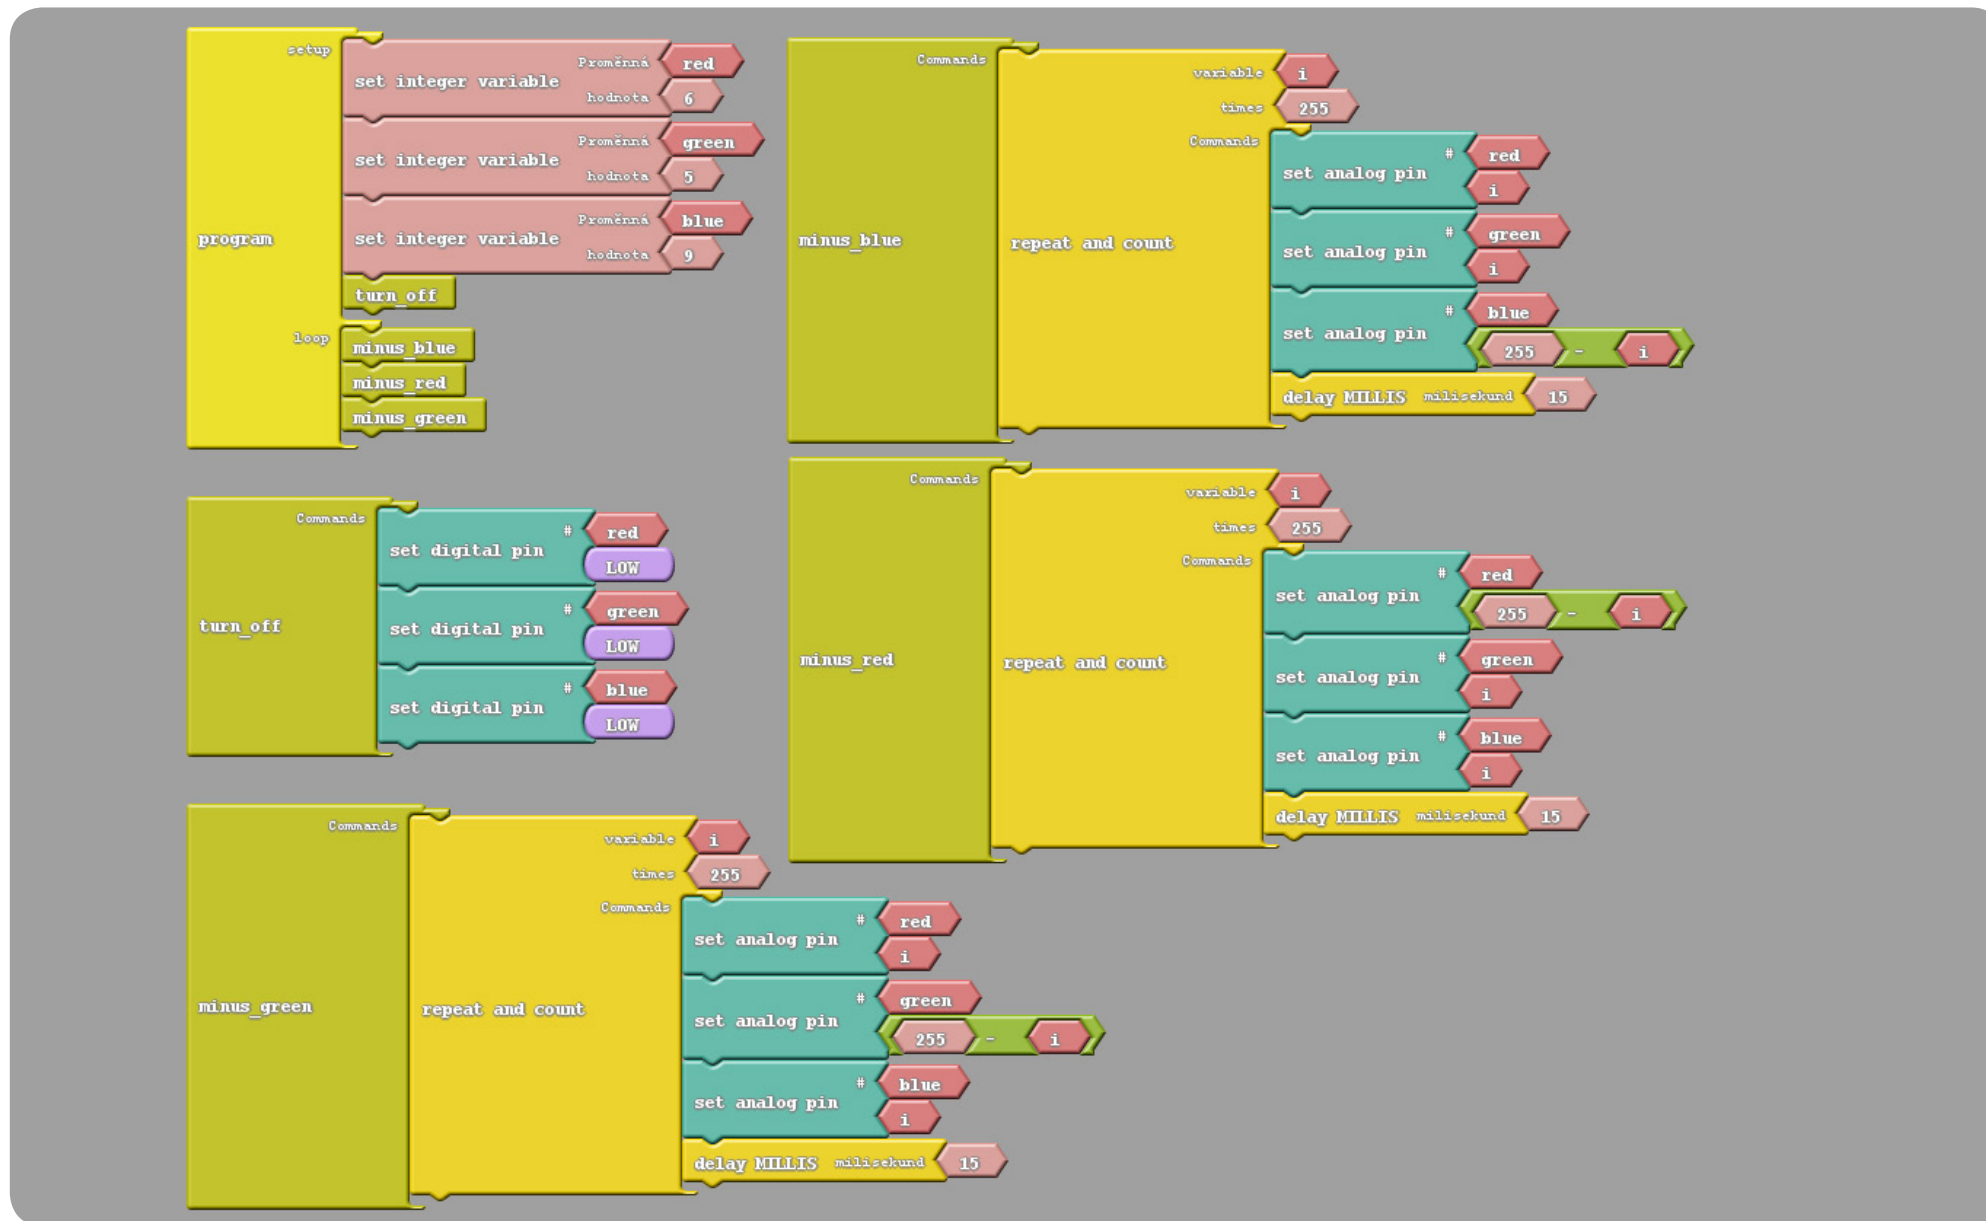 program
setup
set integer variable
Proměnná
red
hodnota
6
set integer variable
Proměnná
green
hodnota
5
set integer variable
Proměnná
blue
hodnota
9
turn_off
loop
minus_blue
minus_red
minus_green
minus_blue
Commands
repeat and count
variable
i
times
255
Commands
set analog pin
#
red
i
set analog pin
#
green
i
set analog pin
#
blue
255 - i
delay MILLIS milisekund 15
turn_off
Commands
set digital pin
#
red
LOW
set digital pin
#
green
LOW
set digital pin
#
blue
LOW
minus_red
Commands
repeat and count
variable
i
times
255
Commands
set analog pin
#
red
255 - i
set analog pin
#
green
i
set analog pin
#
blue
i
delay MILLIS milisekund 15
minus_green
Commands
repeat and count
variable
i
times
255
Commands
set analog pin
#
red
i
set analog pin
#
green
255 - i
set analog pin
#
blue
i
delay MILLIS milisekund 15